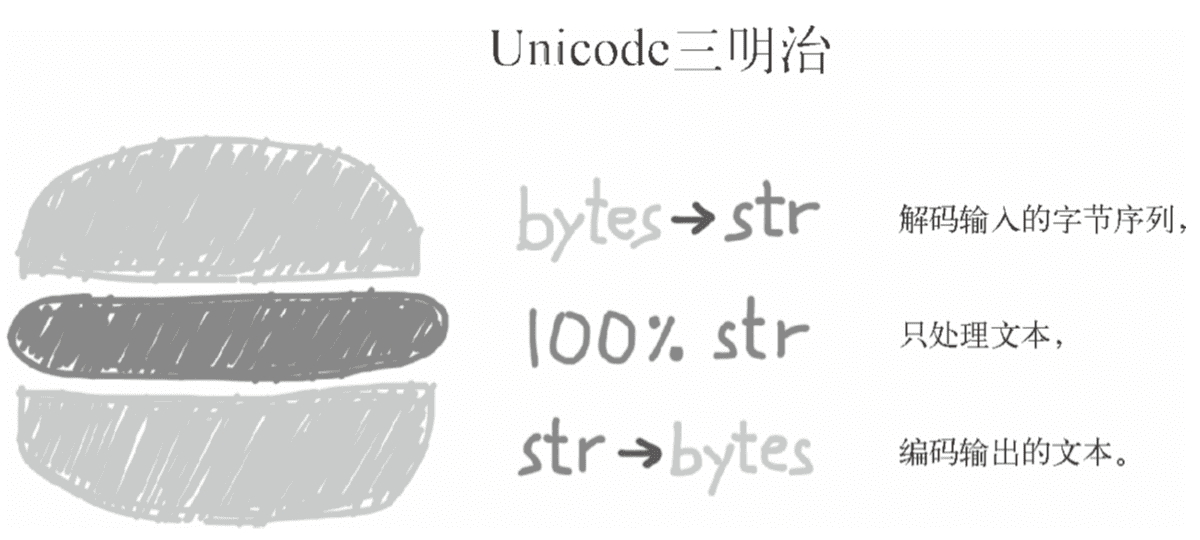 Unicode三明治
bytes→str 解码输入的字节序列,
100% str 只处理文本,
str→bytes 编码输出的文本。